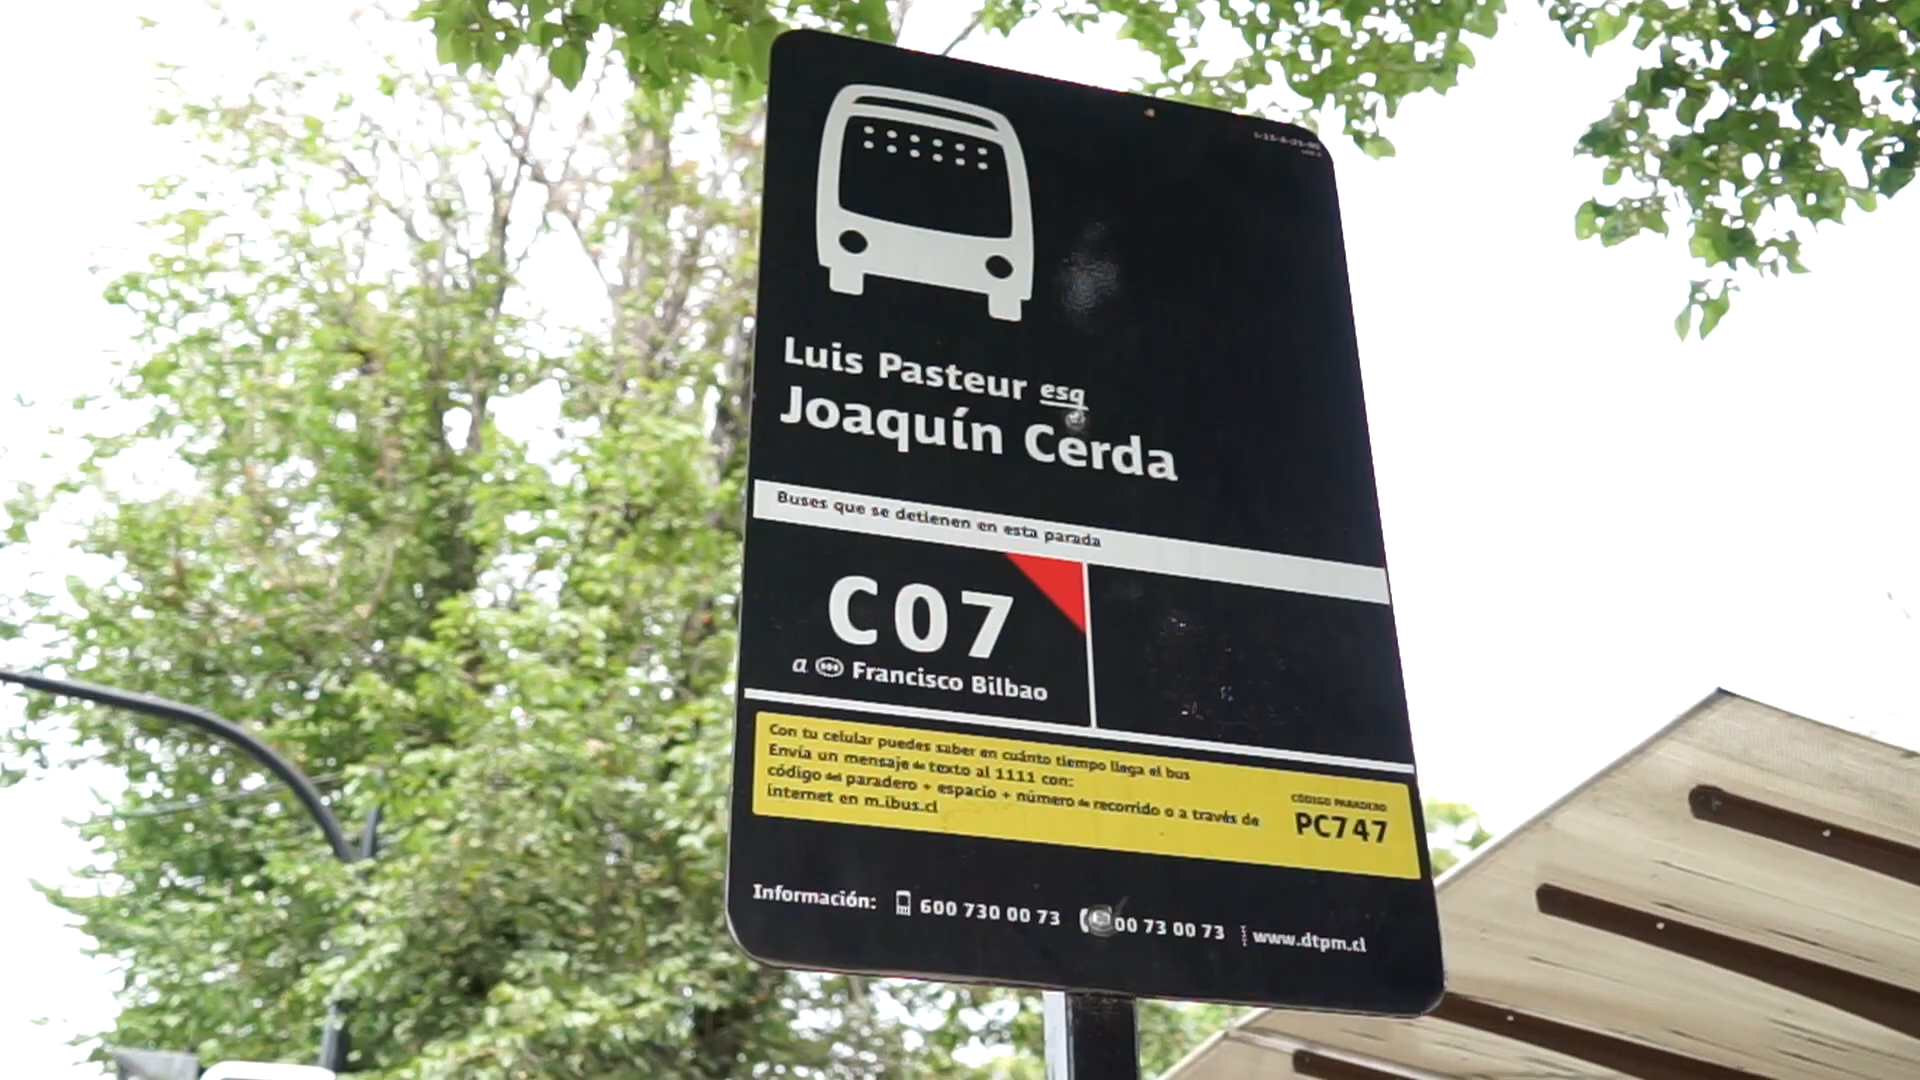 Luis Pasteur esq
Joaquín Cerda
Buses que se detienen en esta parada
C07
a Francisco Bilbao
Con tu celular puedes saber en cuánto tiempo llega el bus
Envía un mensaje de texto al 1111 con:
código del paradero + espacio + número de recorrido o a través de
internet en m.ibus.cl
CÓDIGO PARADERO
PC747
Información: 600 730 00 73 00 73 00 73 www.dtpm.cl